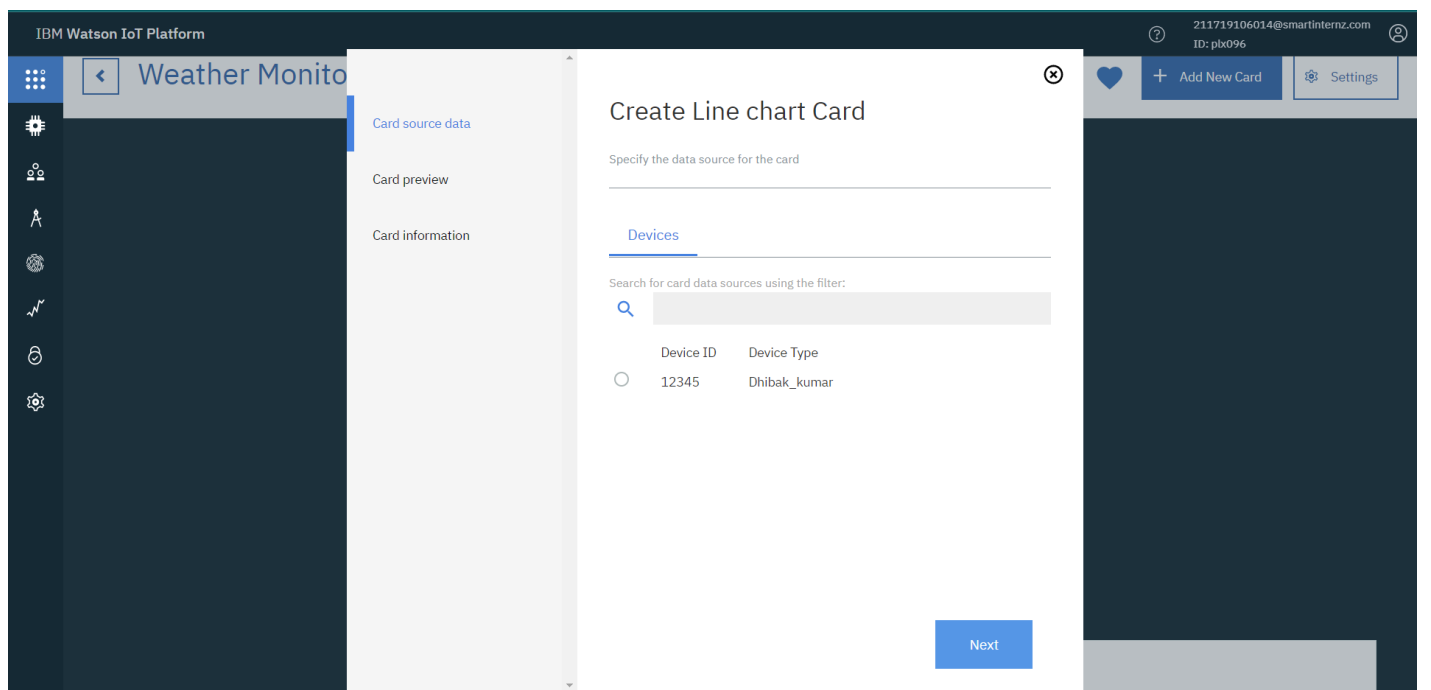 IBM Watson IoT Platform
211719106014@smartinternz.com
ID: plx096
Weather Monito
Add New Card
Settings
Card source data
Card preview
Card information
Create Line chart Card
Specify the data source for the card
Devices
Search for card data sources using the filter:
Device ID Device Type
12345 Dhibak_kumar
Next